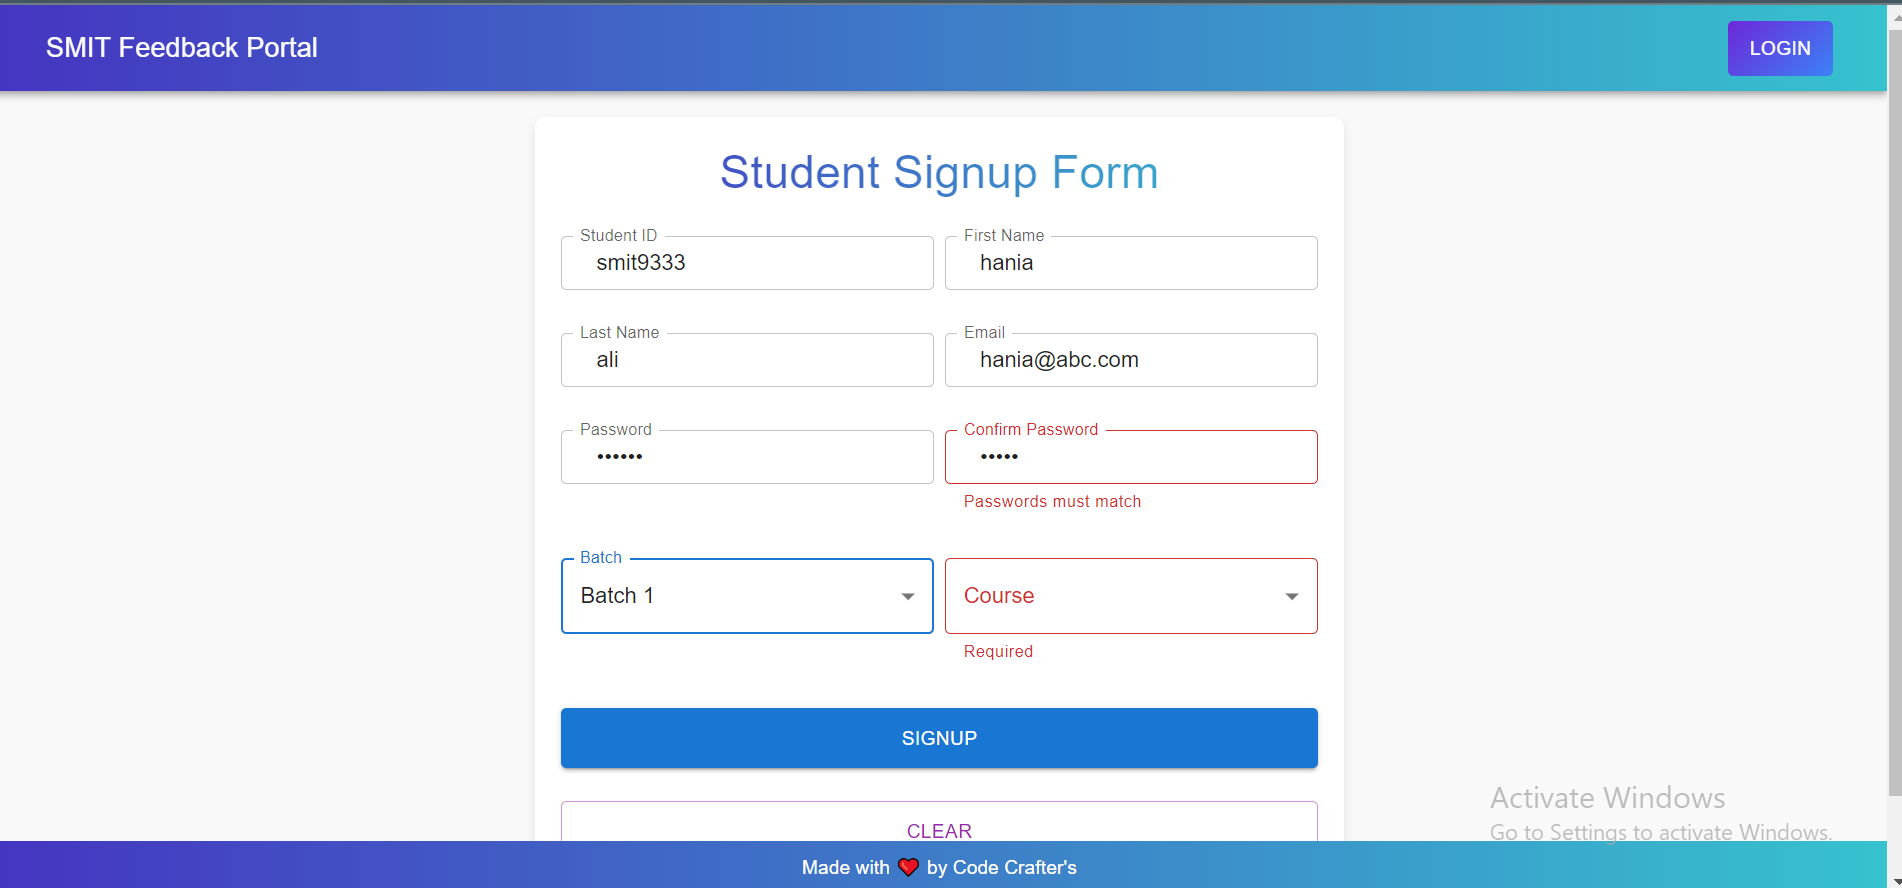 SMIT Feedback Portal
LOGIN
Student Signup Form
Student ID
smit9333
First Name
hania
Last Name
ali
Email
hania@abc.com
Password
••••••
Confirm Password
•••••
Passwords must match
Batch
Batch 1
Course
Required
SIGNUP
CLEAR
Activate Windows
Go to Settings to activate Windows.
Made with ❤️ by Code Crafter's